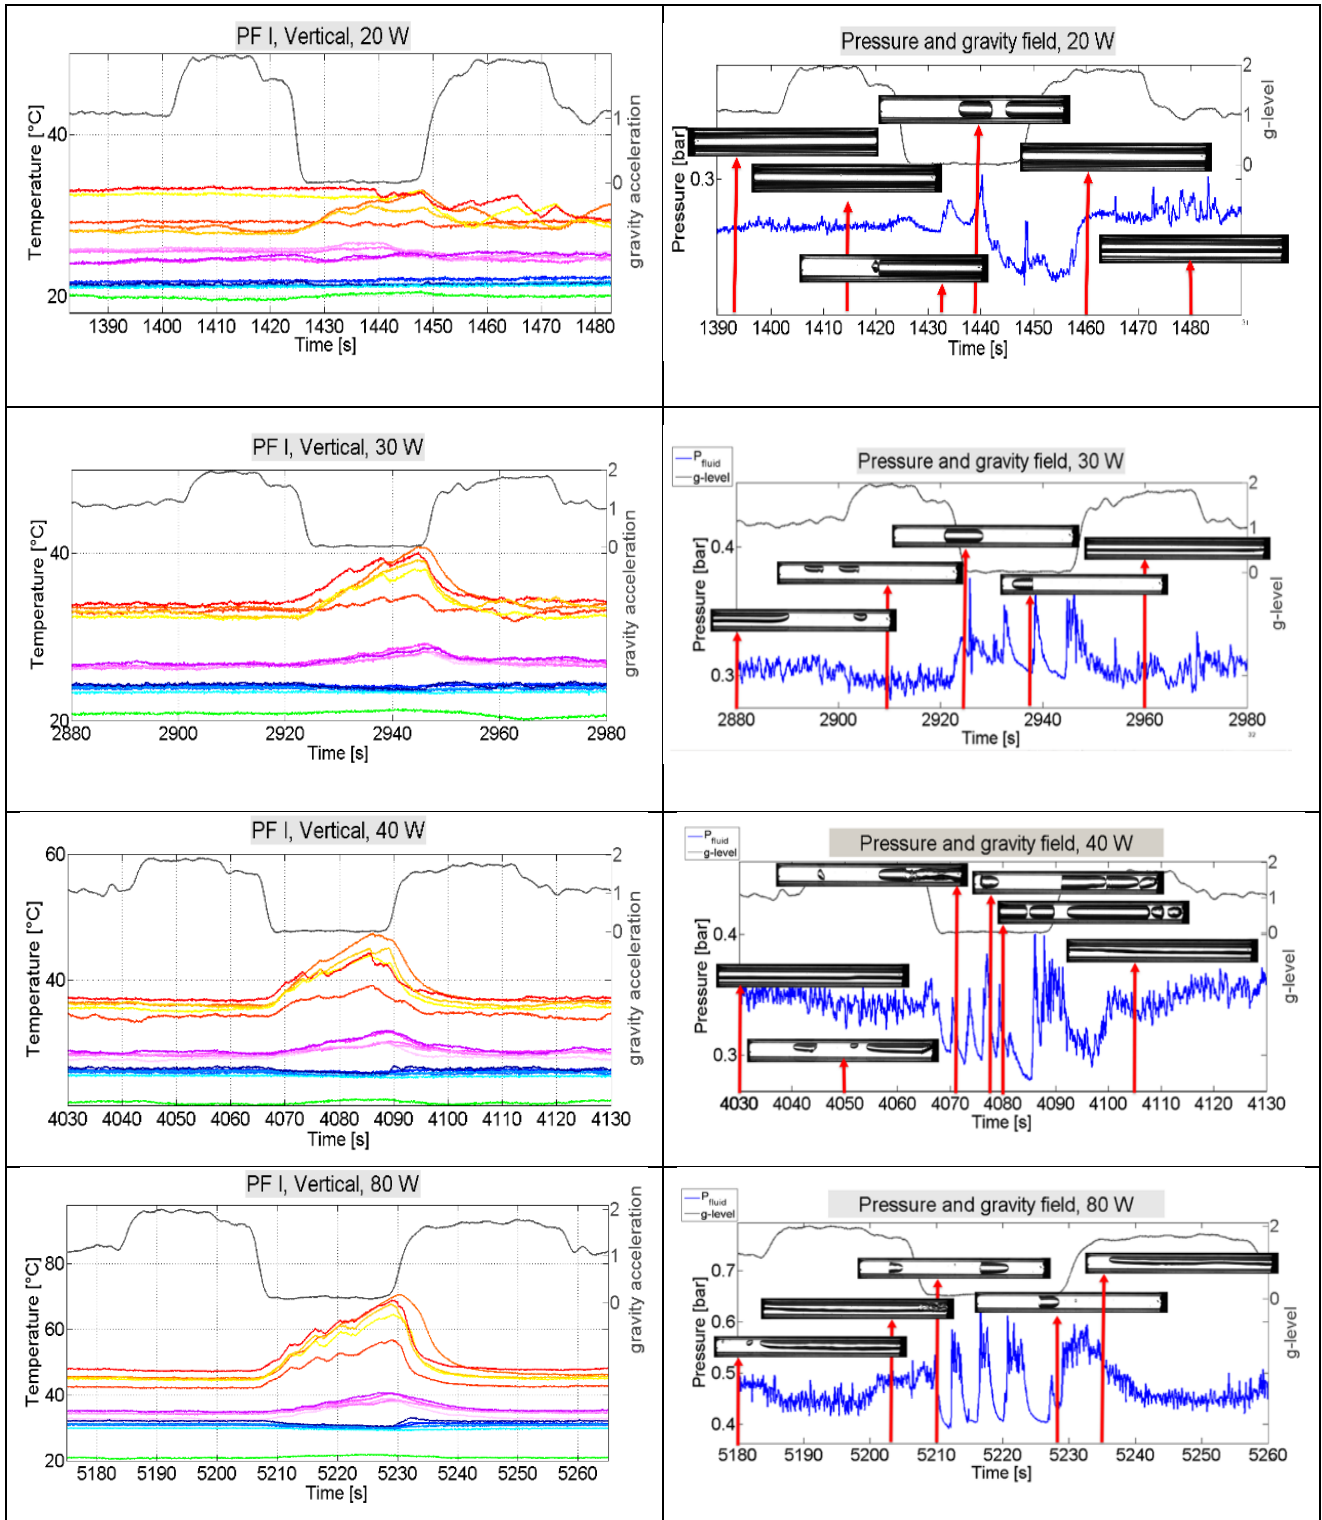 PF I, Vertical, 20 W
40
20
Temperature [°C]
1
0
gravity acceleration
1390 1400 1410 1420 1430 1440 1450 1460 1470 1480
Time [s]
Pressure and gravity field, 20 W
0.3
Pressure [bar]
2
1
0
g-level
1390 1400 1410 1420 1430 1440 1450 1460 1470 1480
Time [s]
31
PF I, Vertical, 30 W
40
20
Temperature [°C]
2
1
0
gravity acceleration
2880 2900 2920 2940 2960 2980
Time [s]
P fluid
g-level
Pressure and gravity field, 30 W
0.4
0.3
Pressure [bar]
2
1
0
g-level
2880 2900 2920 2940 2960 2980
Time [s]
32
PF I, Vertical, 40 W
60
40
Temperature [°C]
2
1
0
gravity acceleration
4030 4040 4050 4060 4070 4080 4090 4100 4110 4120 4130
Time [s]
P fluid
g-level
Pressure and gravity field, 40 W
0.4
0.3
Pressure [bar]
2
1
0
g-level
4030 4040 4050 4060 4070 4080 4090 4100 4110 4120 4130
Time [s]
PF I, Vertical, 80 W
80
60
40
20
Temperature [°C]
2
1
0
gravity acceleration
5180 5190 5200 5210 5220 5230 5240 5250 5260
Time [s]
P fluid
g-level
Pressure and gravity field, 80 W
0.7
0.6
0.5
0.4
Pressure [bar]
2
1
0
g-level
5180 5190 5200 5210 5220 5230 5240 5250 5260
Time [s]